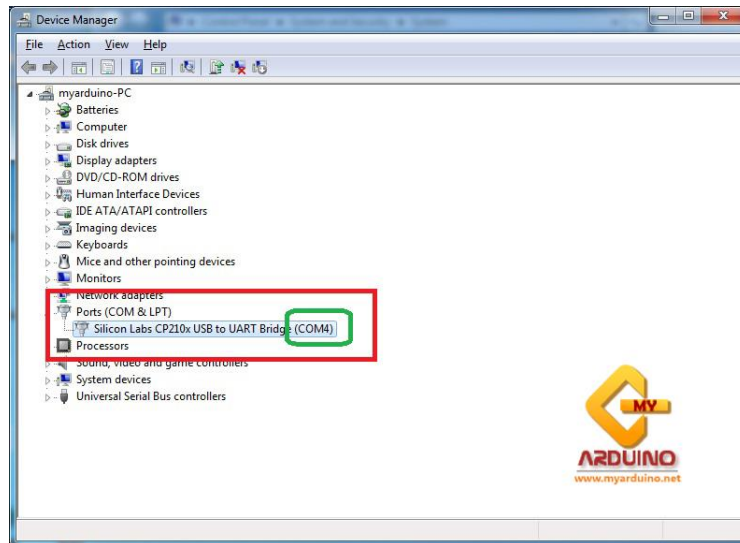 Device Manager
File Action View Help
myarduino-PC
Batteries
Computer
Disk drives
Display adapters
DVD/CD-ROM drives
Human Interface Devices
IDE ATA/ATAPI controllers
Imaging devices
Keyboards
Mice and other pointing devices
Monitors
Network adapters
Ports (COM & LPT)
Silicon Labs CP210x USB to UART Bridge (COM4)
Processors
Sound, video and game controllers
System devices
Universal Serial Bus controllers
MY
ARDUINO
www.myarduino.net